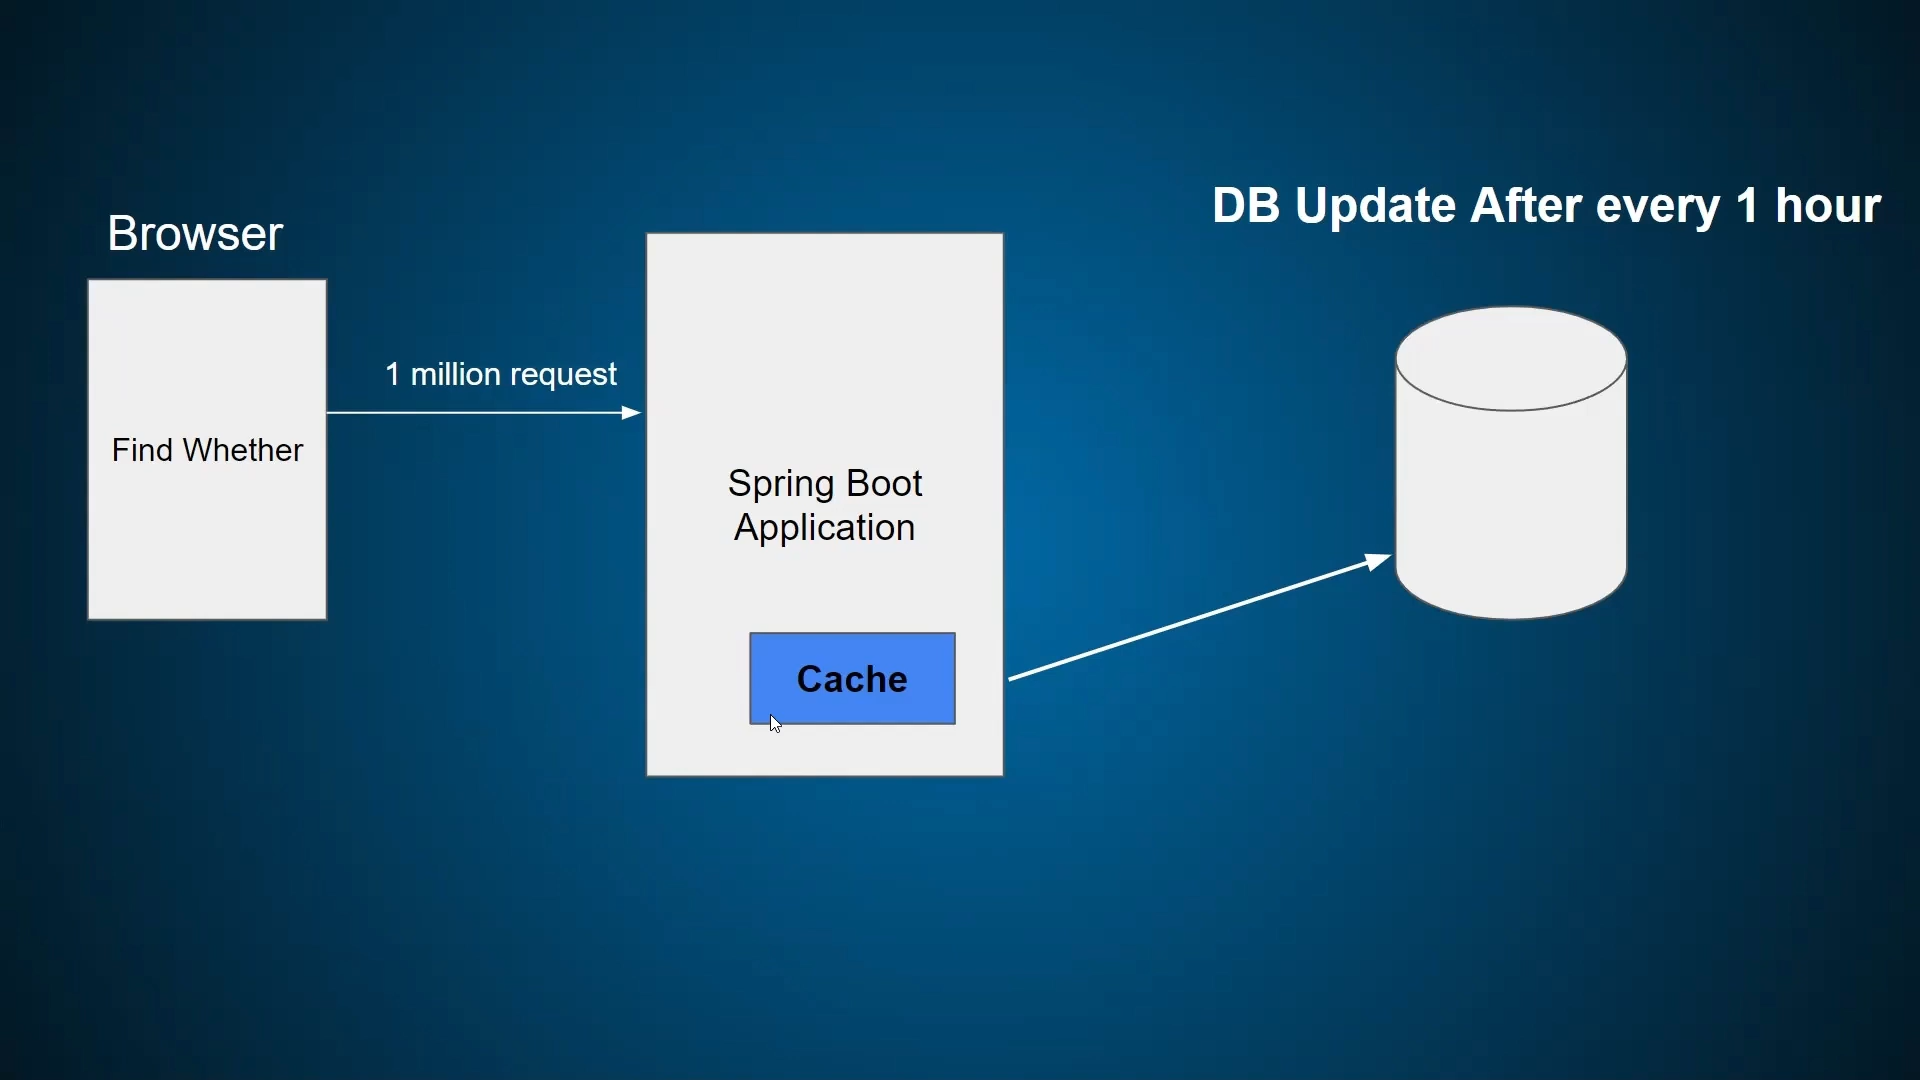 DB Update After every 1 hour
Browser
1 million request
Find Whether
Spring Boot
Application
Cache